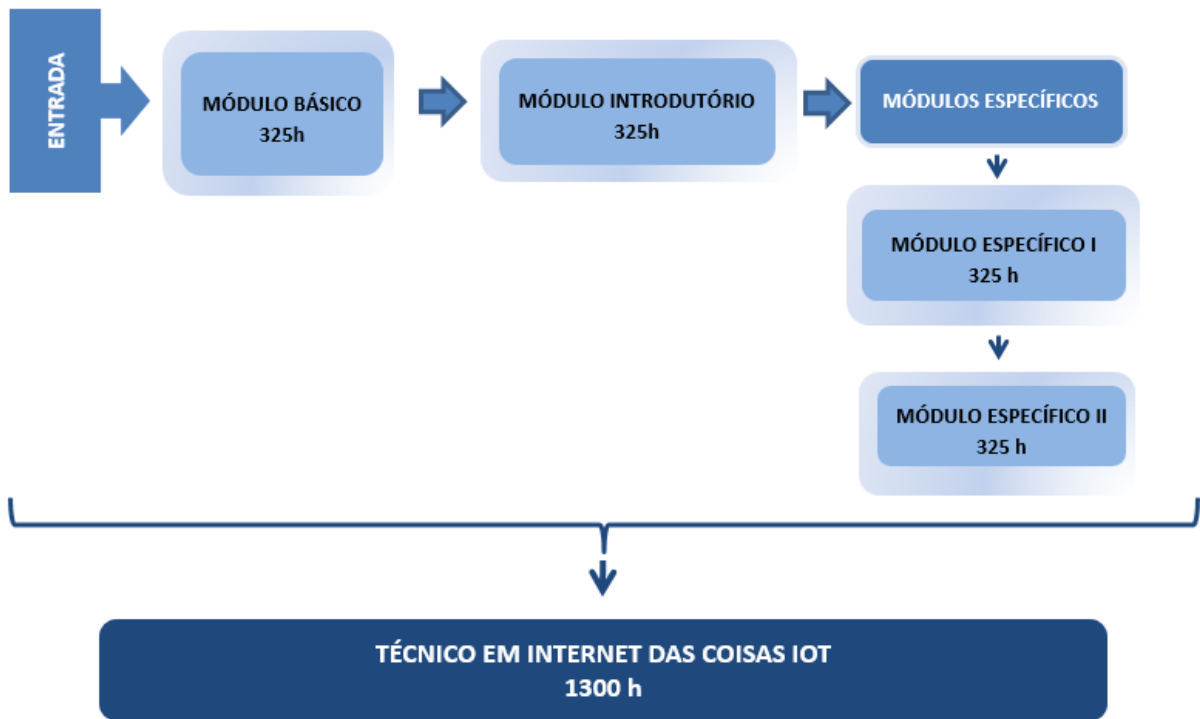 ENTRADA
MÓDULO BÁSICO
325h
MÓDULO INTRODUTÓRIO
325h
MÓDULOS ESPECÍFICOS
MÓDULO ESPECÍFICO I
325 h
MÓDULO ESPECÍFICO II
325 h
TÉCNICO EM INTERNET DAS COISAS IOT
1300 h